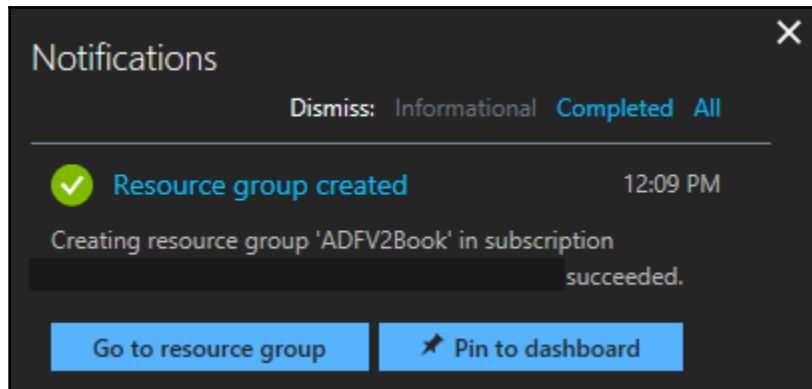 Notifications
Dismiss: Informational Completed All
Resource group created 12:09 PM
Creating resource group 'ADFV2Book' in subscription
succeeded.
Go to resource group Pin to dashboard